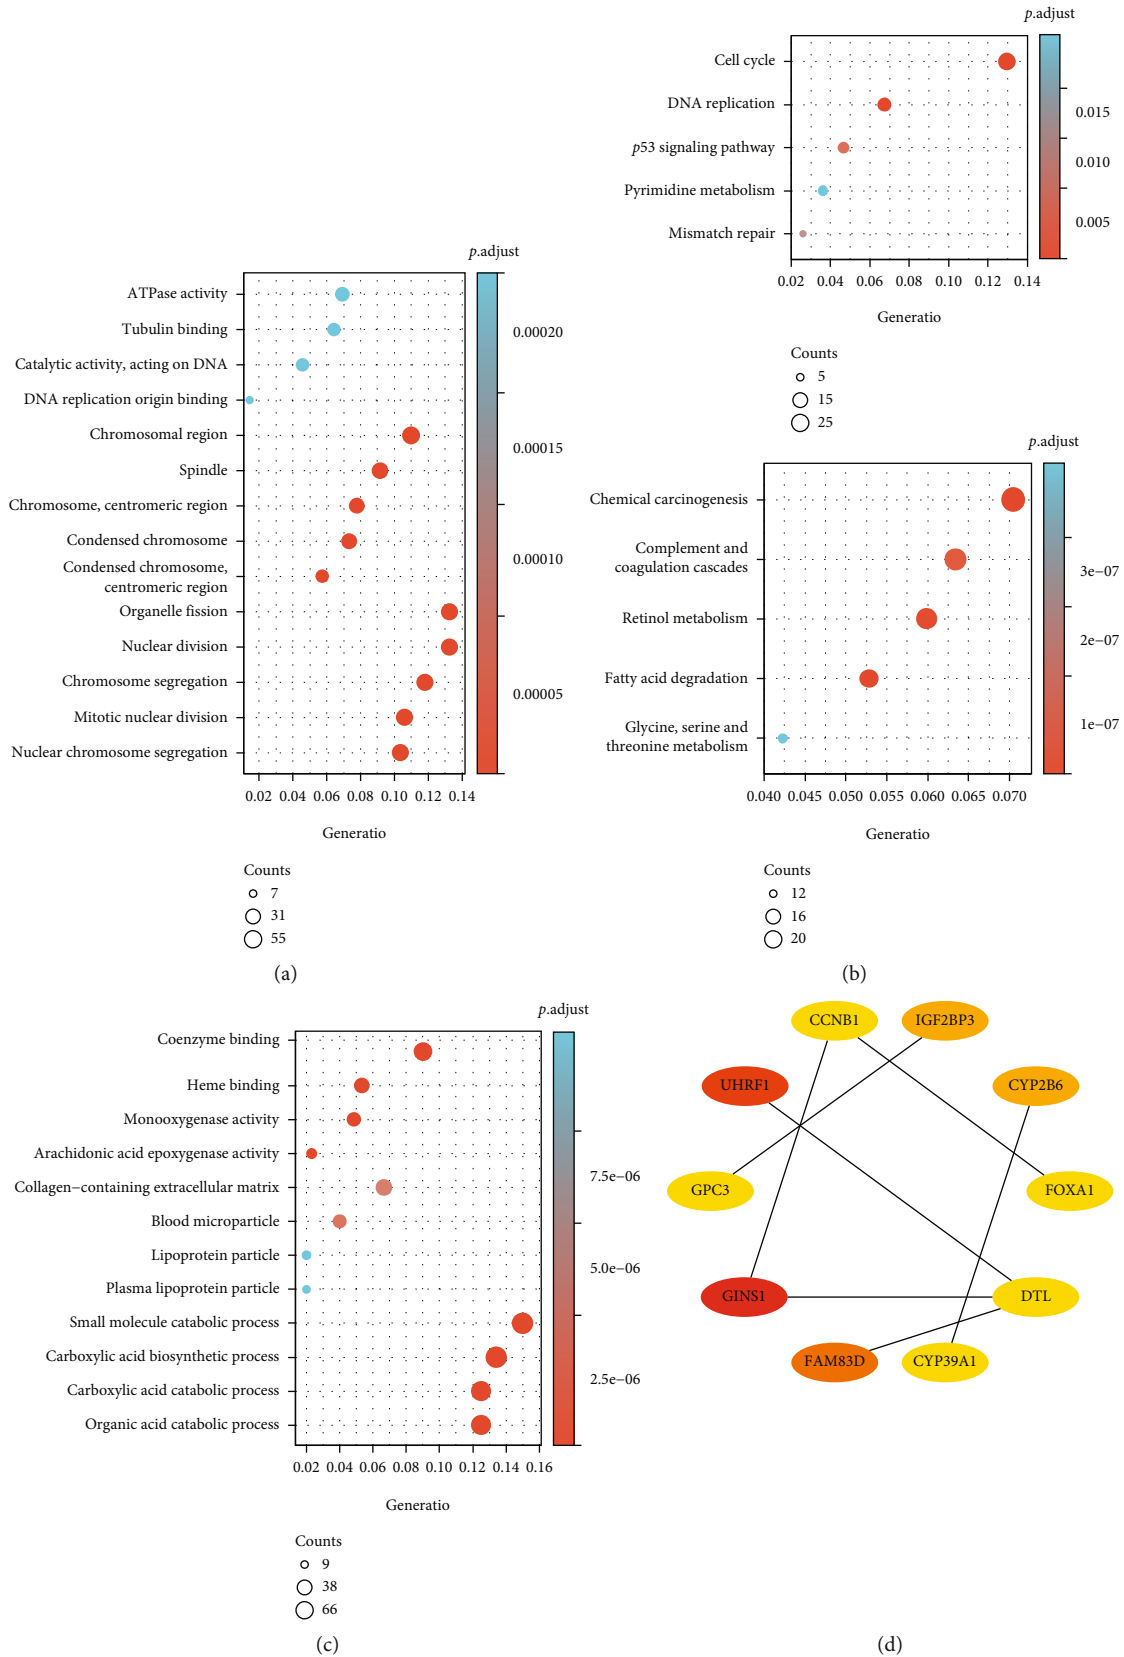 p.adjust
Cell cycle
DNA replication
p53 signaling pathway
Pyrimidine metabolism
Mismatch repair
0.015
0.010
0.005
0.02 0.04 0.06 0.08 0.10 0.12 0.14
Generatio
Counts
5
15
25
p.adjust
ATPase activity
Tubulin binding
Catalytic activity, acting on DNA
DNA replication origin binding
Chromosomal region
Spindle
Chromosome, centromeric region
Condensed chromosome
Condensed chromosome,
centromeric region
Organelle fission
Nuclear division
Chromosome segregation
Mitotic nuclear division
Nuclear chromosome segregation
0.00020
0.00015
0.00010
0.00005
0.02 0.04 0.06 0.08 0.10 0.12 0.14
Generatio
Counts
7
31
55
(a)
p.adjust
Chemical carcinogenesis
Complement and
coagulation cascades
Retinol metabolism
Fatty acid degradation
Glycine, serine and
threonine metabolism
3e−07
2e−07
1e−07
0.040 0.045 0.050 0.055 0.060 0.065 0.070
Generatio
Counts
12
16
20
(b)
p.adjust
Coenzyme binding
Heme binding
Monooxygenase activity
Arachidonic acid epoxygenase activity
Collagen−containing extracellular matrix
Blood microparticle
Lipoprotein particle
Plasma lipoprotein particle
Small molecule catabolic process
Carboxylic acid biosynthetic process
Carboxylic acid catabolic process
Organic acid catabolic process
7.5e−06
5.0e−06
2.5e−06
0.02 0.04 0.06 0.08 0.10 0.12 0.14 0.16
Generatio
Counts
9
38
66
(c)
CCNB1
IGF2BP3
UHRF1
CYP2B6
GPC3
FOXA1
GINS1
DTL
FAM83D
CYP39A1
(d)